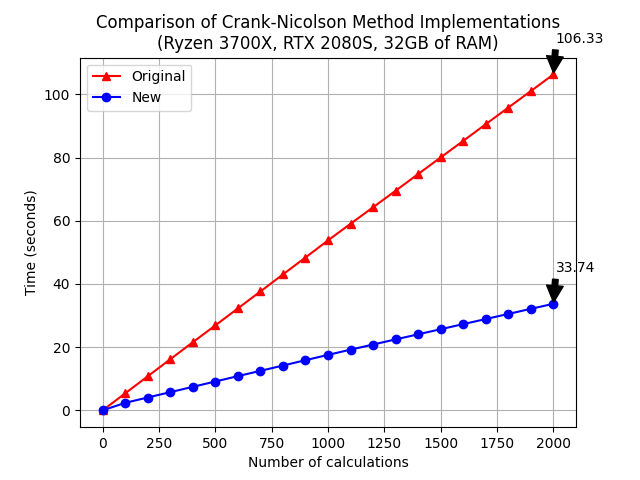 Comparison of Crank-Nicolson Method Implementations
(Ryzen 3700X, RTX 2080S, 32GB of RAM)
106.33
Original
New
100
80
60
40
20
0
Time (seconds)
33.74
0
250
500
750
1000
1250
1500
1750
2000
Number of calculations